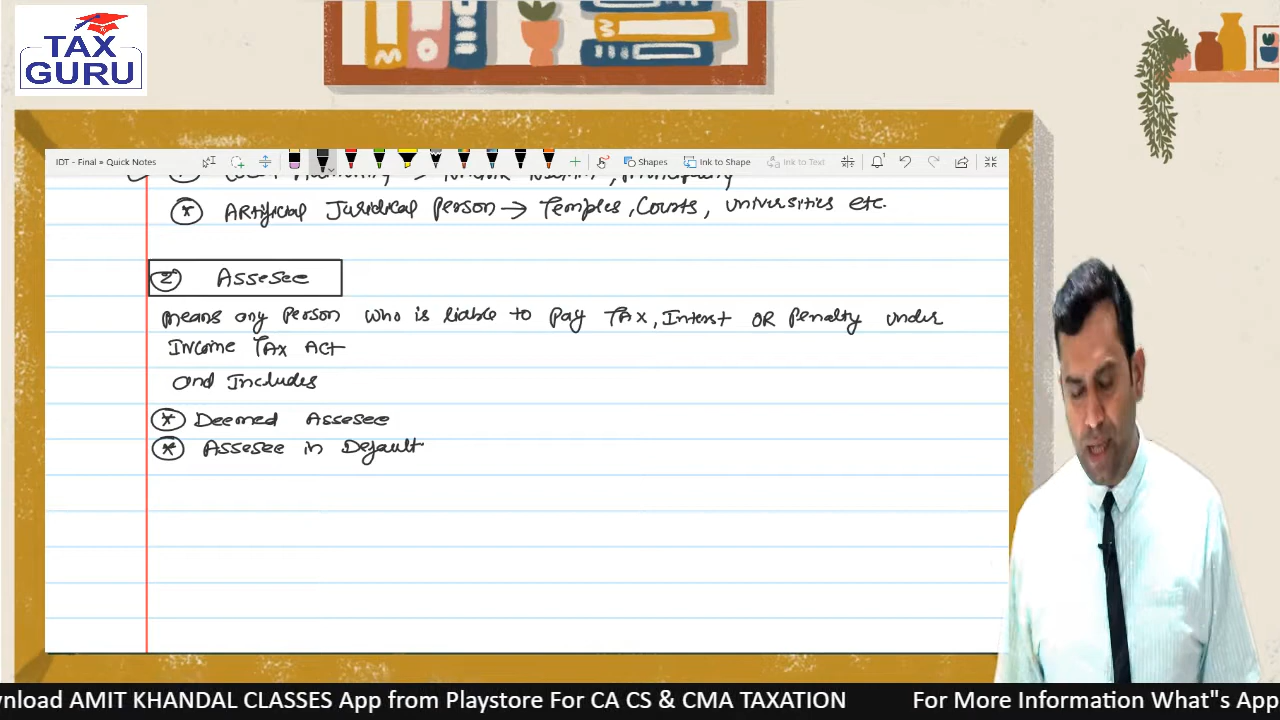 TAX
GURU
IDT - Final » Quick Notes
Shapes
Ink to Shape
Ink to Text
* Artificial Juridical Person → Temples, Courts, Universities etc.
2 Assesee
means any Person who is liable to pay Tax, Interst OR Penalty under
Income Tax Act
and Includes
* Deemed Assesee
* Assesee in Default
wnload AMIT KHANDAL CLASSES App from Playstore For CA CS & CMA TAXATION For More Information What"s App